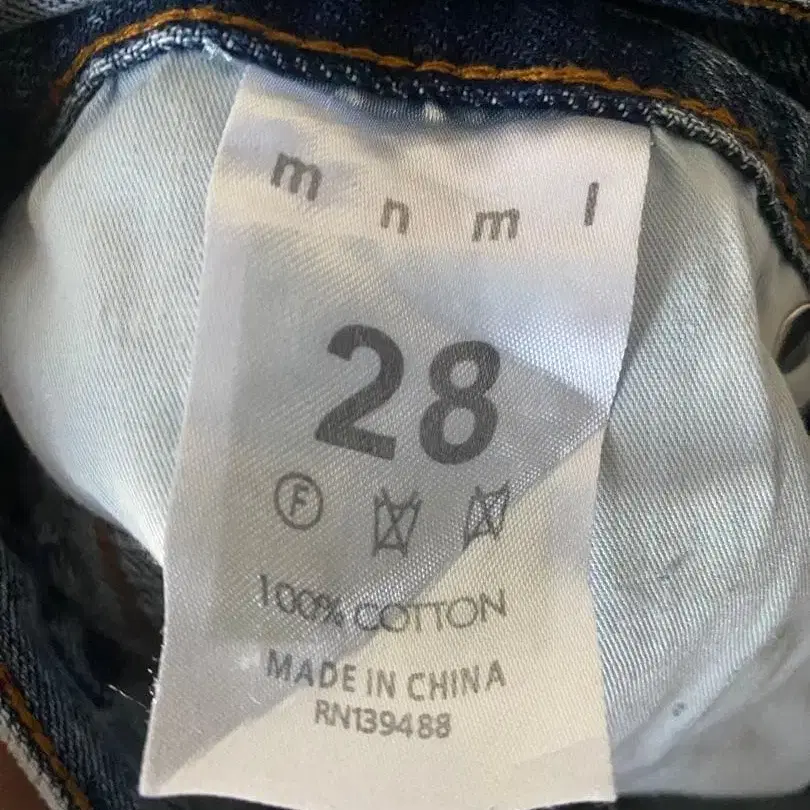 m n m l
28
F
100% COTTON
MADE IN CHINA
RN139488